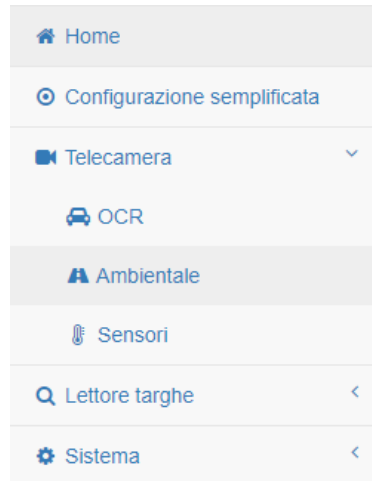 Home
Configurazione semplificata
Telecamera
OCR
Ambientale
Sensori
Lettore targhe
Sistema